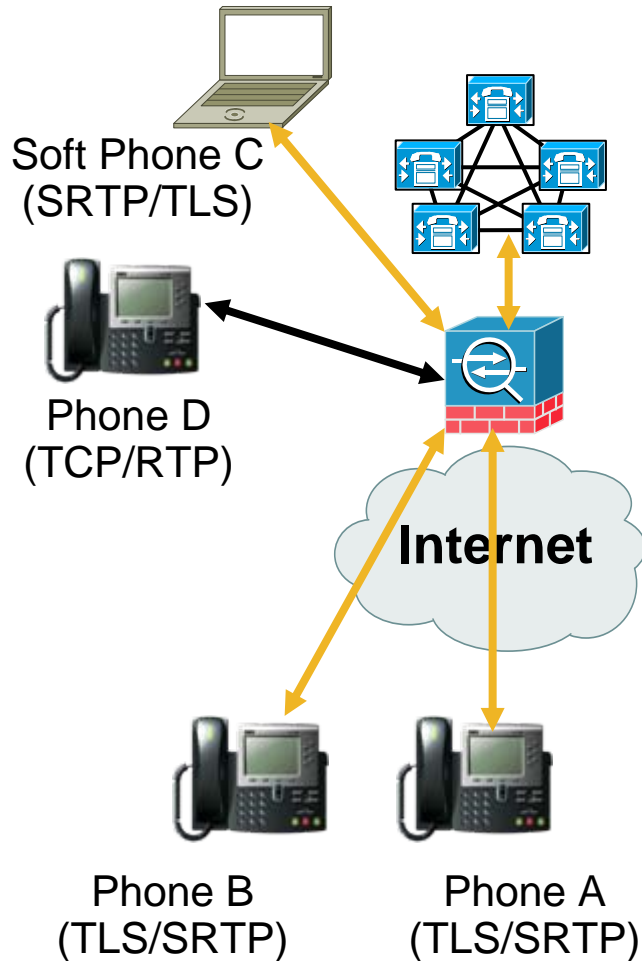 Soft Phone C
(SRTP/TLS)
Phone D
(TCP/RTP)
Internet
Phone B
(TLS/SRTP)
Phone A
(TLS/SRTP)